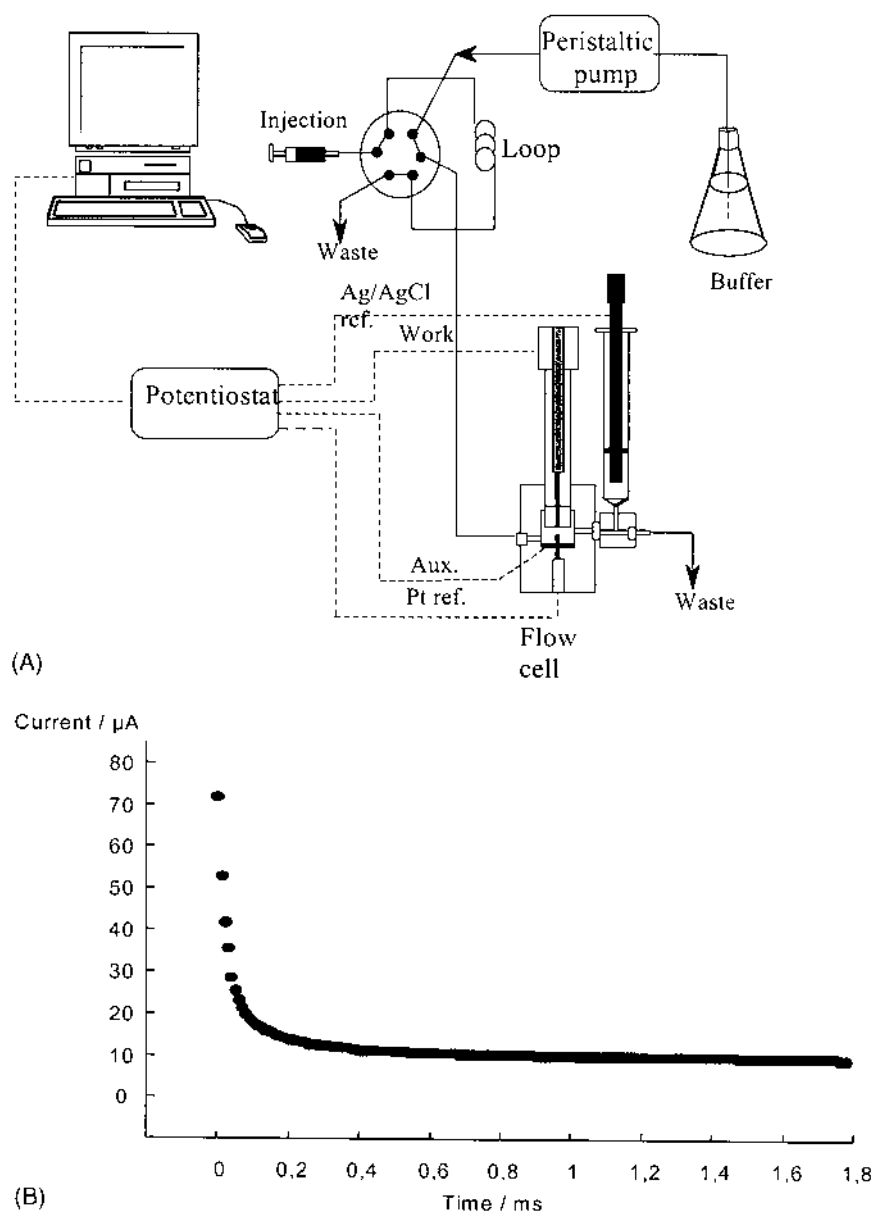 Peristaltic
pump
Injection
Loop
Waste
Buffer
Ag/AgCl
ref.
Work
Potentiostat
Aux.
Pt ref.
Waste
Flow
cell
(A)
Current / µA
80
70
60
50
40
30
20
10
0
0 0,2 0,4 0,6 0,8 1 1,2 1,4 1,6 1,8
Time / ms
(B)